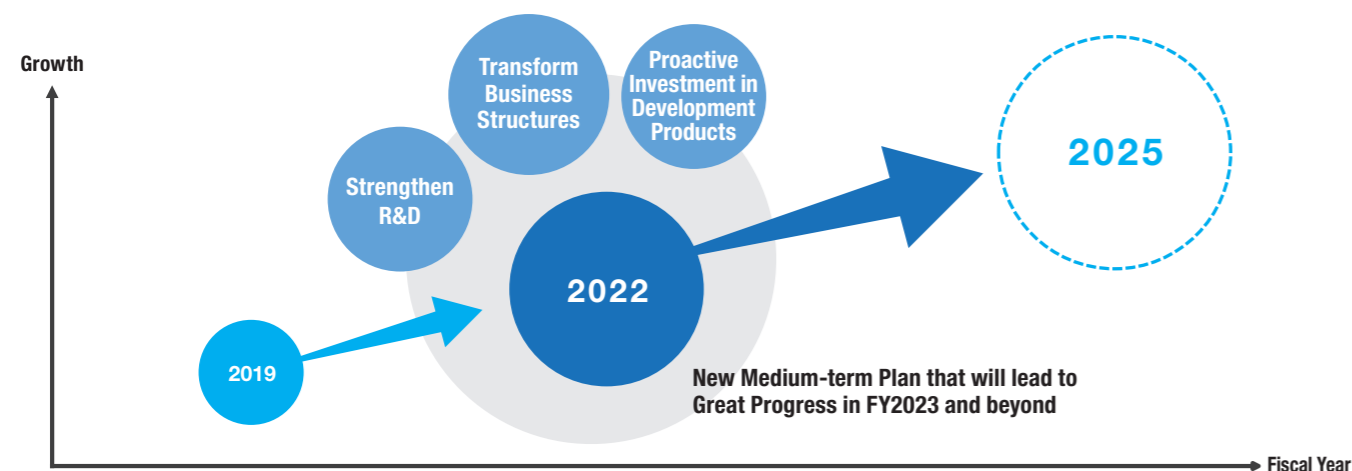 Growth
Transform
Business
Structures
Proactive
Investment in
Development
Products
Strengthen
R&D
2025
2022
2019
New Medium-term Plan that will lead to
Great Progress in FY2023 and beyond
Fiscal Year